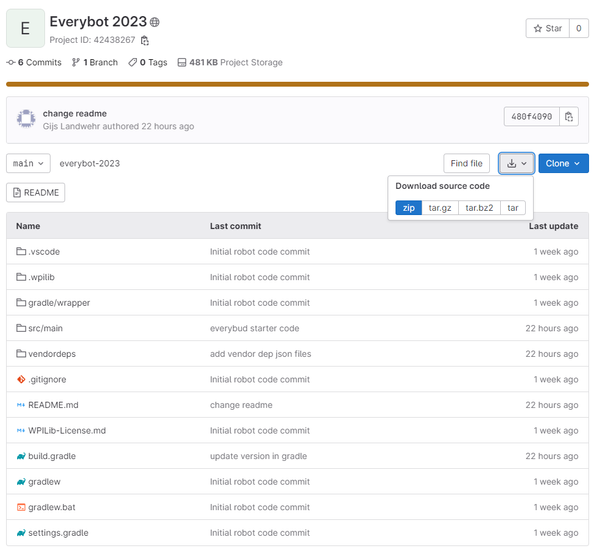 E
Everybot 2023
Project ID: 42438267
Star 0
6 Commits 1 Branch 0 Tags 481 KB Project Storage
change readme
Gijs Landwehr authored 22 hours ago
480f4090
main everybot-2023 Find file Clone
README
Download source code
zip tar.gz tar.bz2 tar
Name Last commit Last update
.vscode Initial robot code commit 1 week ago
.wpilib Initial robot code commit 1 week ago
gradle/wrapper Initial robot code commit 1 week ago
src/main everybud starter code 22 hours ago
vendordeps add vendor dep json files 22 hours ago
.gitignore Initial robot code commit 1 week ago
README.md change readme 22 hours ago
WPILib-License.md Initial robot code commit 1 week ago
build.gradle update version in gradle 22 hours ago
gradlew Initial robot code commit 1 week ago
gradlew.bat Initial robot code commit 1 week ago
settings.gradle Initial robot code commit 1 week ago